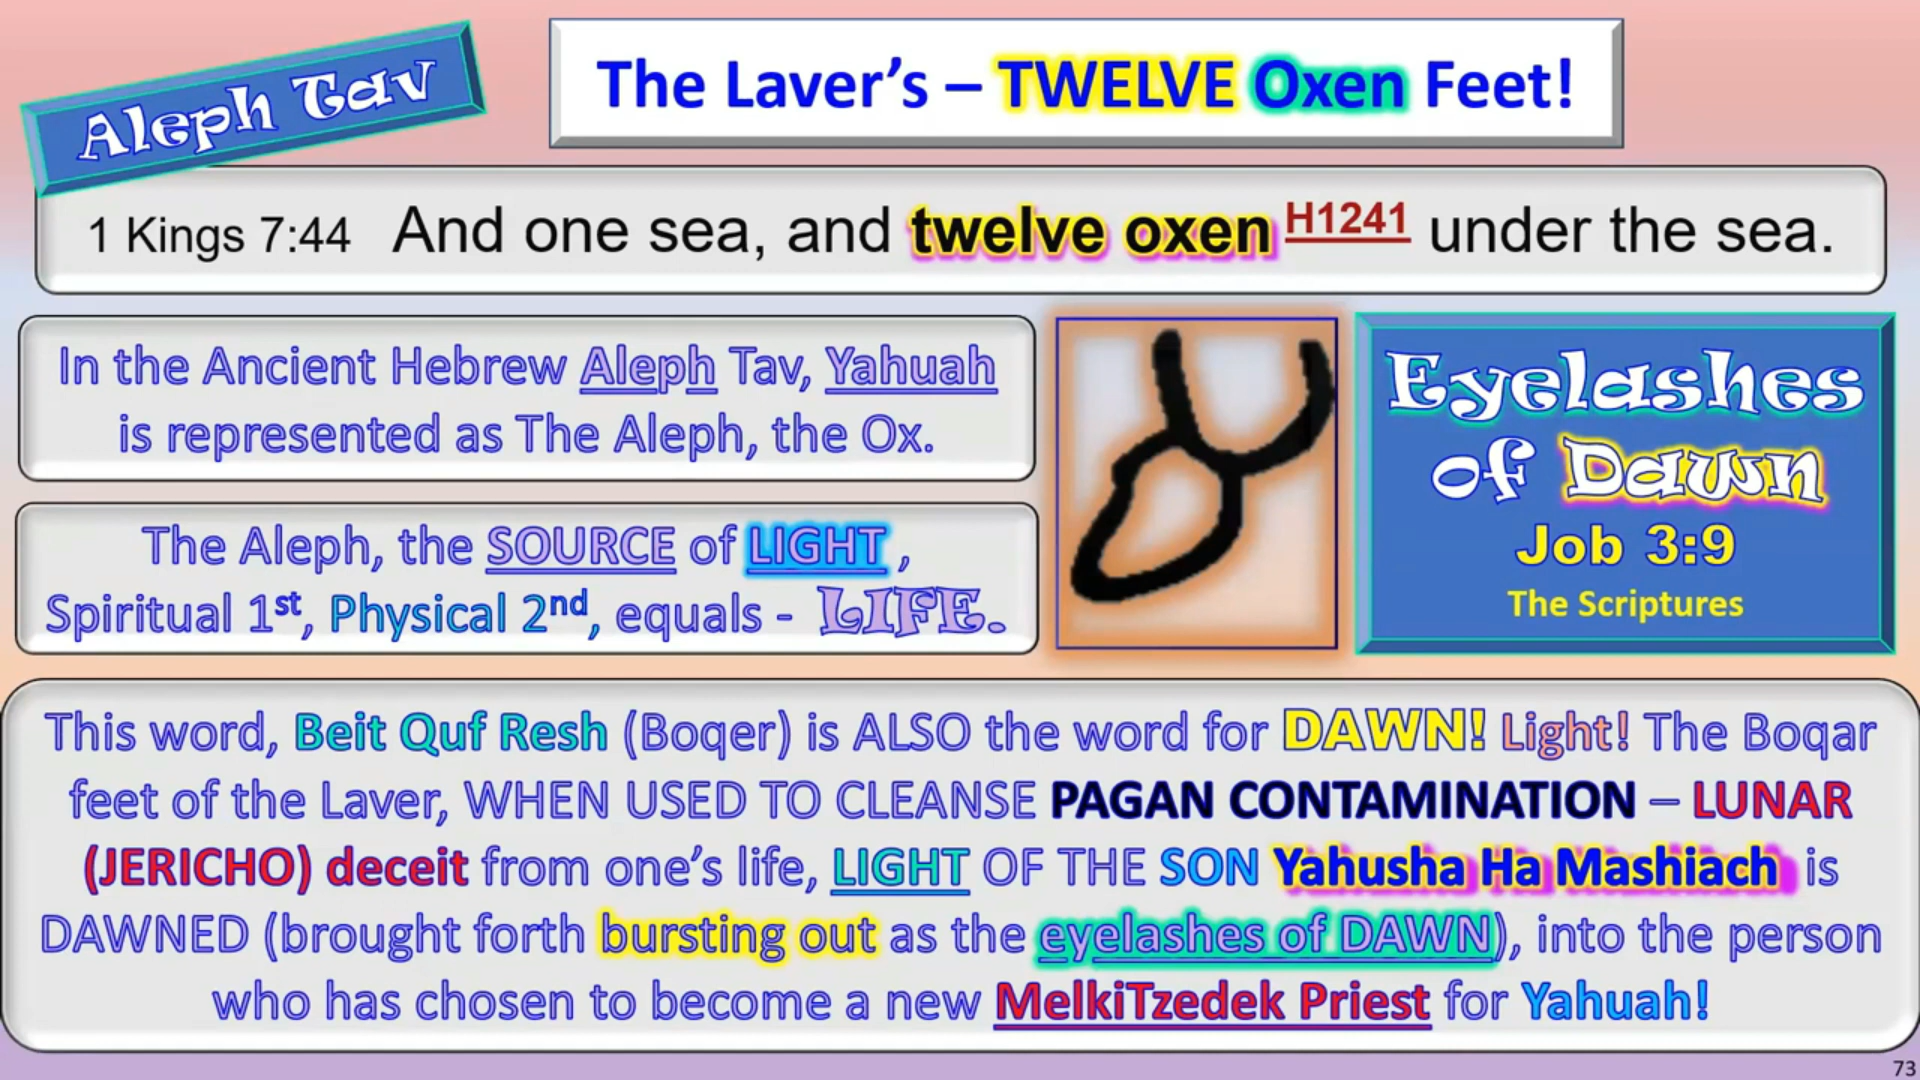 Aleph Tav
The Laver’s – TWELVE Oxen Feet!
1 Kings 7:44 And one sea, and twelve oxen H1241 under the sea.
In the Ancient Hebrew Aleph Tav, Yahuah
is represented as The Aleph, the Ox.
The Aleph, the SOURCE of LIGHT ,
Spiritual 1st, Physical 2nd, equals - LIFE.
Eyelashes
of Dawn
Job 3:9
The Scriptures
This word, Beit Quf Resh (Boqer) is ALSO the word for DAWN! Light! The Boqar
feet of the Laver, WHEN USED TO CLEANSE PAGAN CONTAMINATION – LUNAR
(JERICHO) deceit from one’s life, LIGHT OF THE SON Yahusha Ha Mashiach is
DAWNED (brought forth bursting out as the eyelashes of DAWN), into the person
who has chosen to become a new MelkiTzedek Priest for Yahuah!
73